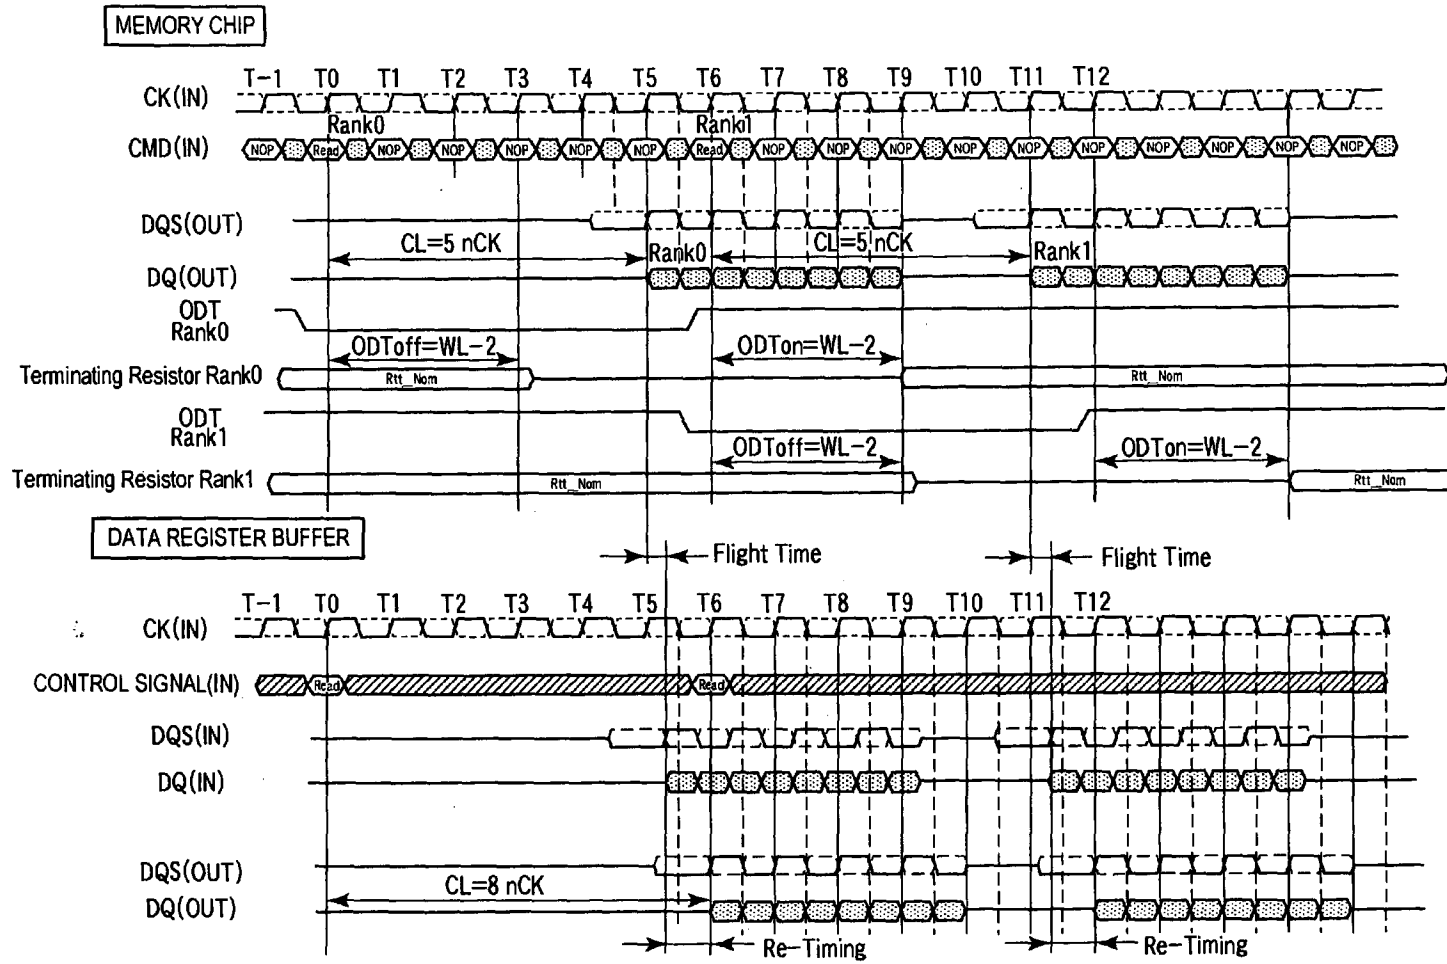 MEMORY CHIP
T-1 T0 T1 T2 T3 T4 T5 T6 T7 T8 T9 T10 T11 T12
CK(IN)
Rank0 Rank1
CMD(IN) NOP Read NOP NOP NOP NOP NOP Read NOP NOP NOP NOP NOP NOP NOP NOP NOP NOP
DQS(OUT)
CL=5 nCK Rank0 CL=5 nCK Rank1
DQ(OUT)
ODT
Rank0
ODToff=WL-2 ODTon=WL-2
Terminating Resistor Rank0 Rtt_Nom Rtt_Nom
ODT
Rank1
ODToff=WL-2 ODTon=WL-2
Terminating Resistor Rank1 Rtt_Nom Rtt_Nom
DATA REGISTER BUFFER
Flight Time Flight Time
T-1 T0 T1 T2 T3 T4 T5 T6 T7 T8 T9 T10 T11 T12
CK(IN)
CONTROL SIGNAL(IN) Read Read
DQS(IN)
DQ(IN)
DQS(OUT)
CL=8 nCK
DQ(OUT)
Re-Timing Re-Timing